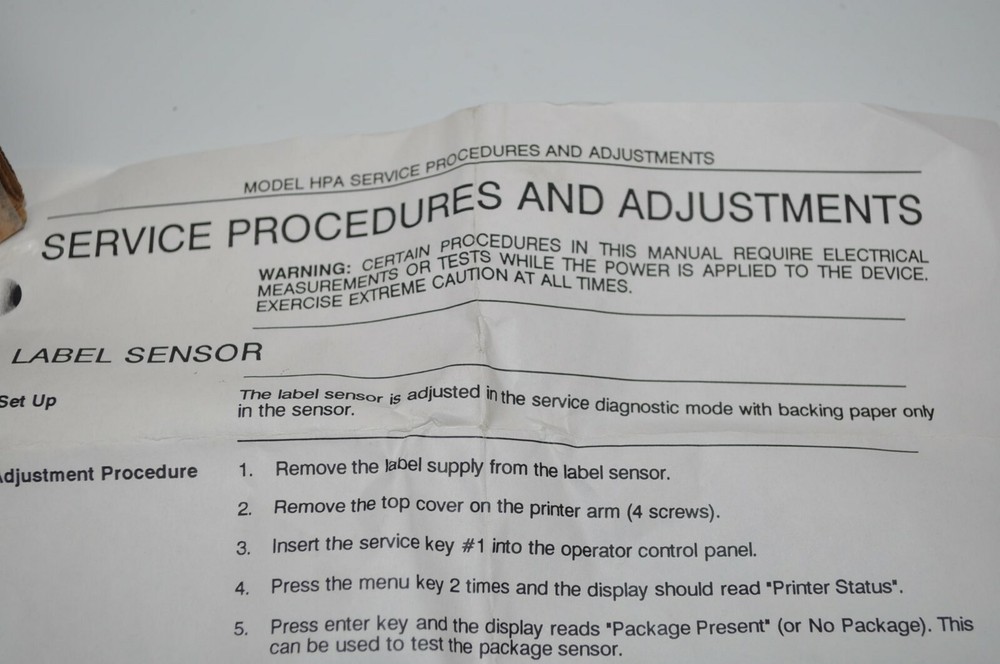 MODEL HPA SERVICE PROCEDURES AND ADJUSTMENTS
SERVICE PROCEDURES AND ADJUSTMENTS
WARNING: CERTAIN PROCEDURES IN THIS MANUAL REQUIRE ELECTRICAL
MEASUREMENTS OR TESTS WHILE THE POWER IS APPLIED TO THE DEVICE.
EXERCISE EXTREME CAUTION AT ALL TIMES.
LABEL SENSOR
Set Up
The label sensor is adjusted in the service diagnostic mode with backing paper only
in the sensor.
djustment Procedure
1. Remove the label supply from the label sensor.
2. Remove the top cover on the printer arm (4 screws).
3. Insert the service key #1 into the operator control panel.
4. Press the menu key 2 times and the display should read "Printer Status".
5. Press enter key and the display reads "Package Present" (or No Package). This
can be used to test the package sensor.